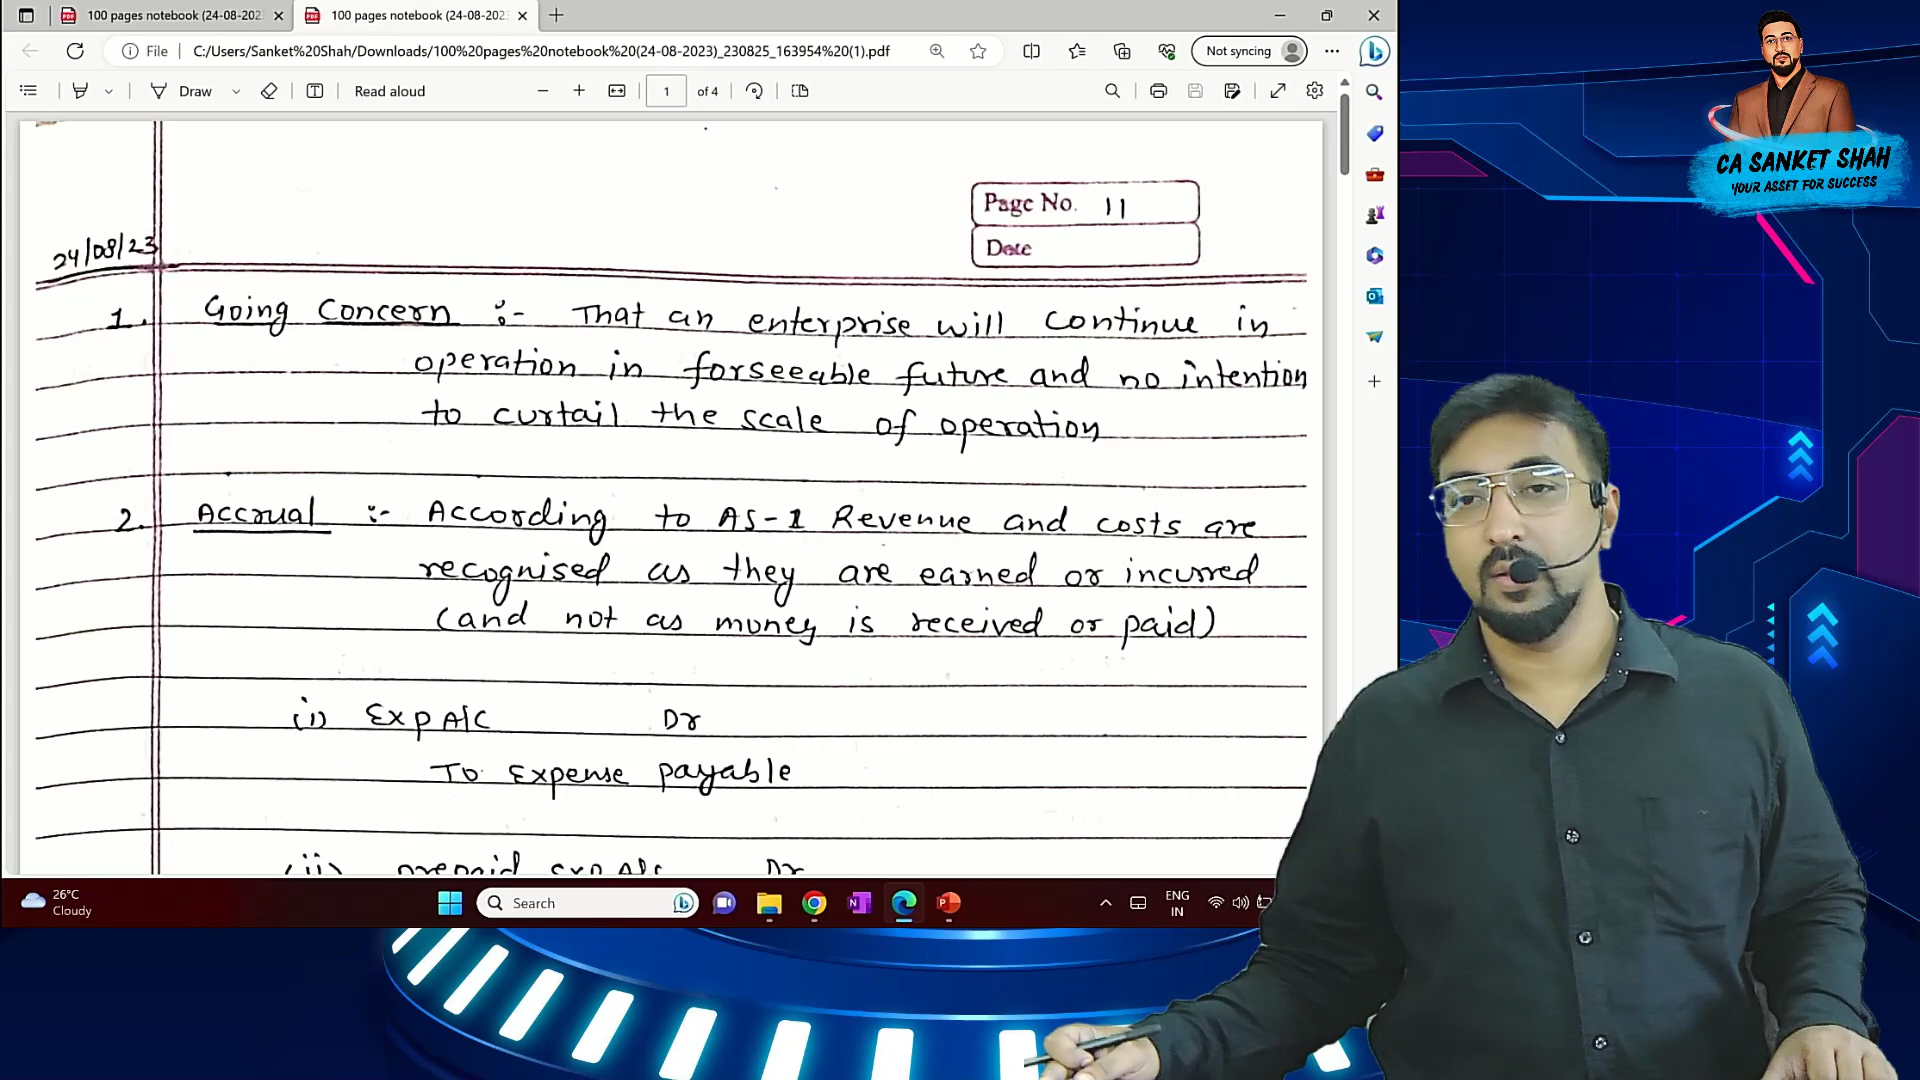 100 pages notebook (24-08-202
100 pages notebook (24-08-202
File
C:/Users/Sanket%20Shah/Downloads/100%20pages%20notebook%20(24-08-2023)_230825_163954%20(1).pdf
Not syncing
Draw
Read aloud
1
of 4
CA SANKET SHAH
YOUR ASSET FOR SUCCESS
Page No. 11
Date
24/08/23
1. Going Concern :- That an enterprise will continue in
operation in forseeable future and no intention
to curtail the scale of operation
2. Accrual :- According to AS-1 Revenue and costs are
recognised as they are earned or incurred
(and not as money is received or paid)
(i) Exp A/c Dr
To Expense payable
(ii) prepaid exp A/c Dr
26°C
Cloudy
Search
ENG
IN